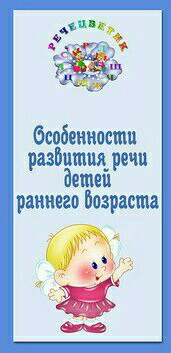 РЕЧЕЦВЕТИК
Особенности
развития речи
детей
раннего возраста